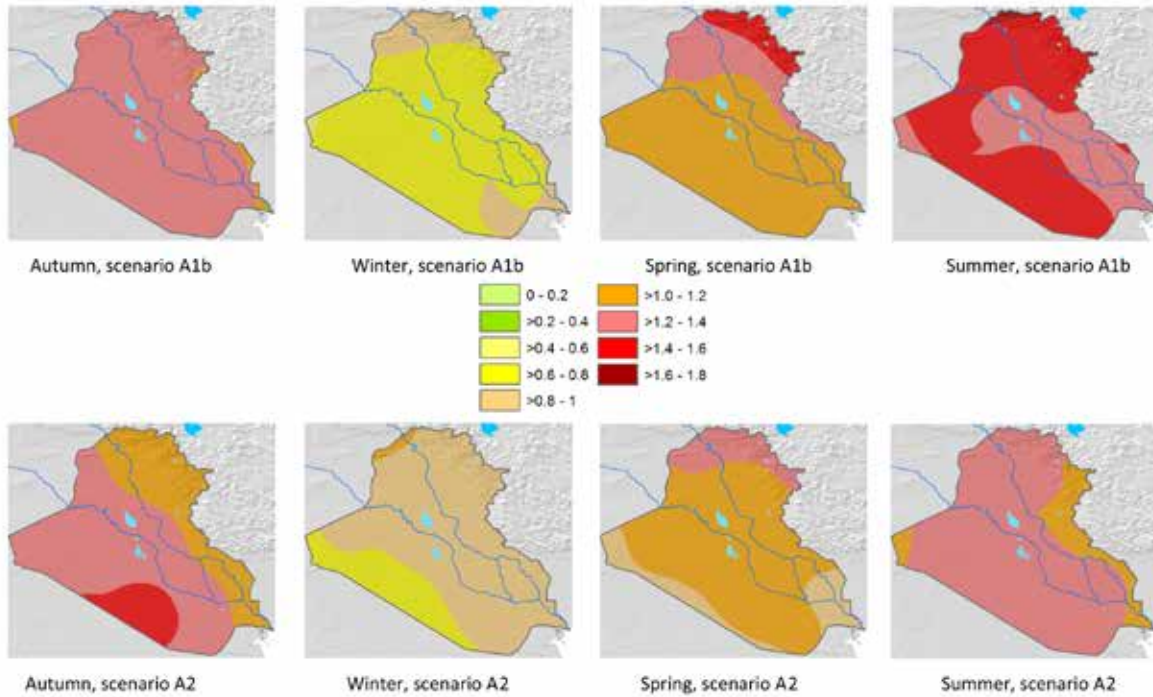 Autumn, scenario A1b
Winter, scenario A1b
Spring, scenario A1b
Summer, scenario A1b
0 - 0.2
>0.2 - 0.4
>0.4 - 0.6
>0.6 - 0.8
>0.8 - 1
>1.0 - 1.2
>1.2 - 1.4
>1.4 - 1.6
>1.6 - 1.8
Autumn, scenario A2
Winter, scenario A2
Spring, scenario A2
Summer, scenario A2